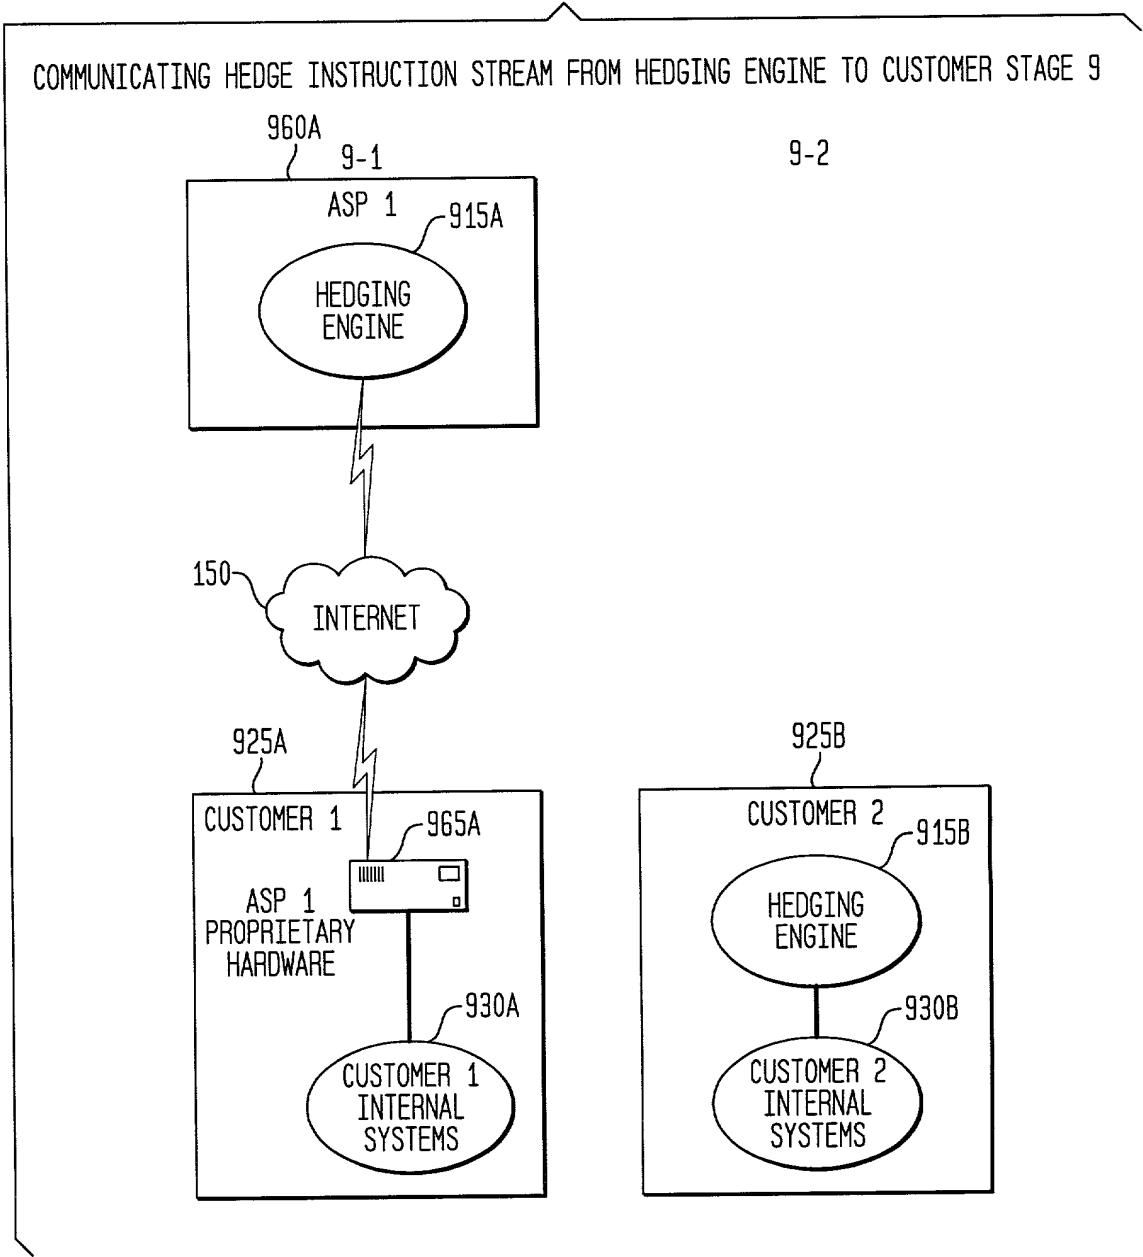 COMMUNICATING HEDGE INSTRUCTION STREAM FROM HEDGING ENGINE TO CUSTOMER STAGE 9
960A
9-1
9-2
ASP 1
915A
HEDGING
ENGINE
150
INTERNET
925A
CUSTOMER 1
965A
ASP 1
PROPRIETARY
HARDWARE
930A
CUSTOMER 1
INTERNAL
SYSTEMS
925B
CUSTOMER 2
915B
HEDGING
ENGINE
930B
CUSTOMER 2
INTERNAL
SYSTEMS